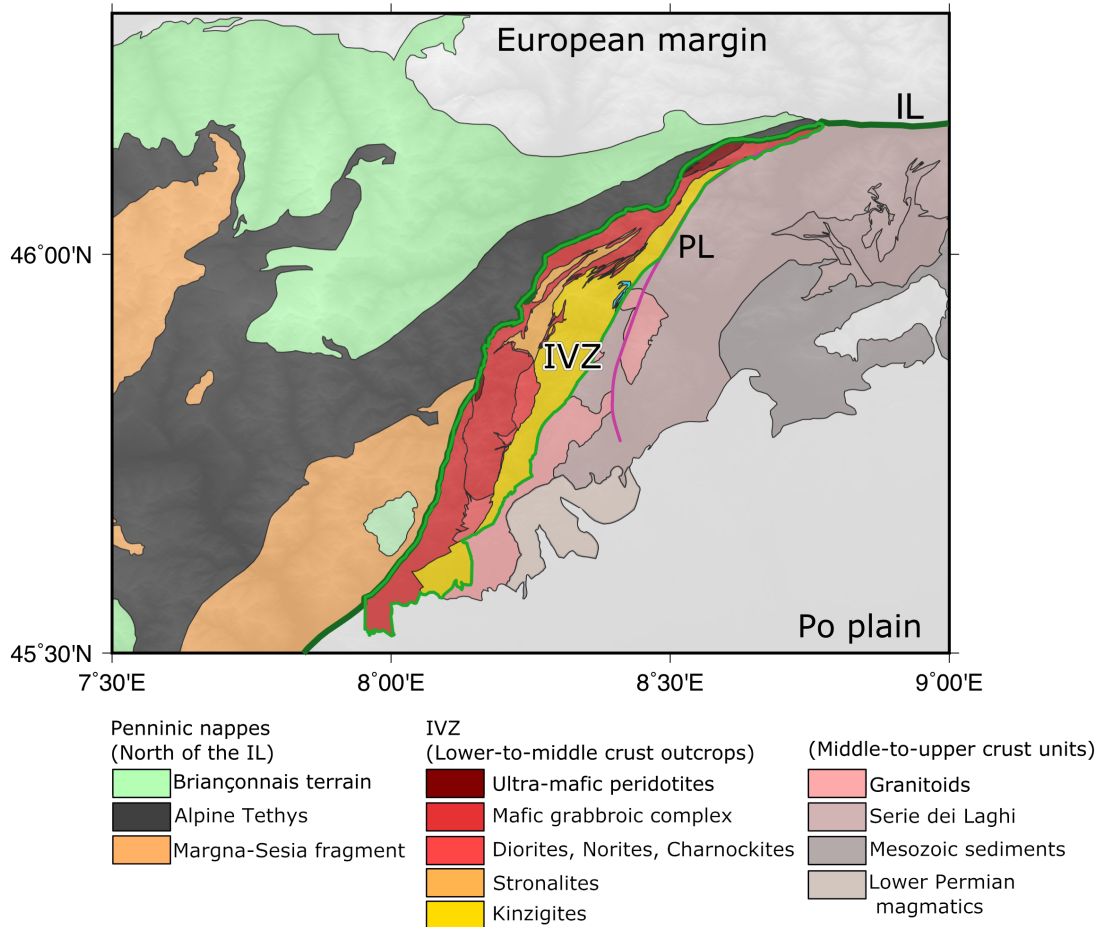 European margin
IL
46°00'N
PL
IVZ
Po plain
45°30'N
7°30'E
8°00'E
8°30'E
9°00'E
Penninic nappes
(North of the IL)
Briançonnais terrain
Alpine Tethys
Margna-Sesia fragment
IVZ
(Lower-to-middle crust outcrops)
Ultra-mafic peridotites
Mafic grabbroic complex
Diorites, Norites, Charnockites
Stronalites
Kinzigites
(Middle-to-upper crust units)
Granitoids
Serie dei Laghi
Mesozoic sediments
Lower Permian
magmatics